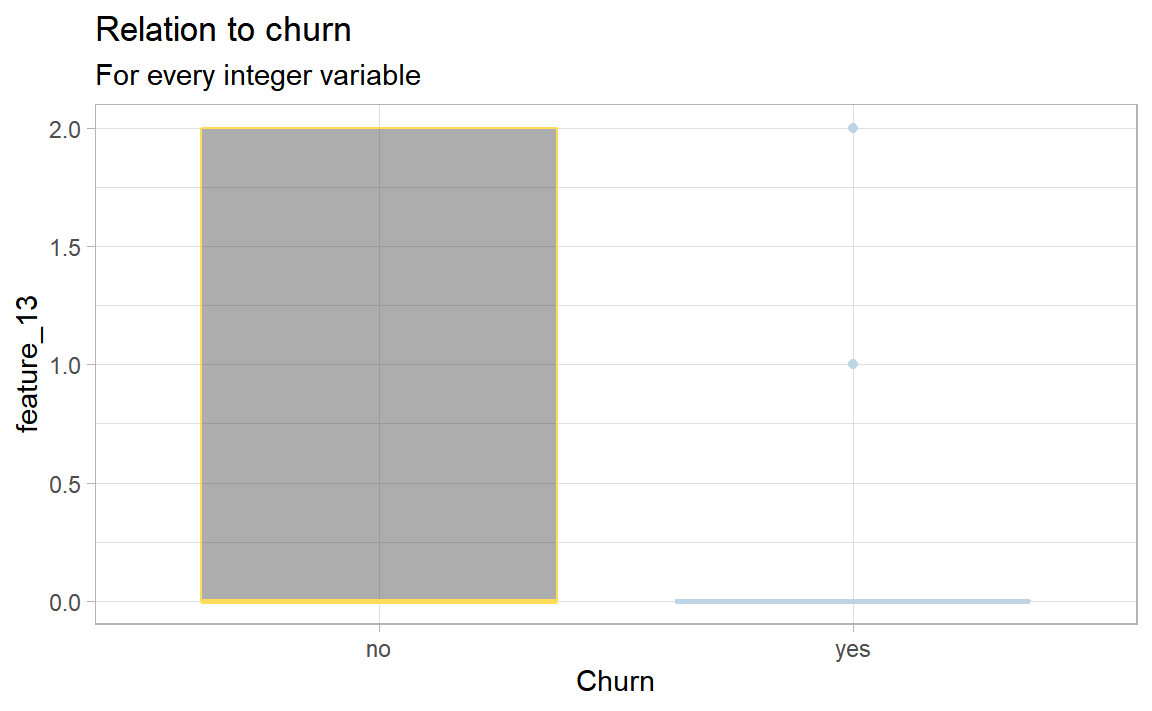 Relation to churn
For every integer variable
2.0
1.5
1.0
0.5
0.0
feature_13
no
yes
Churn